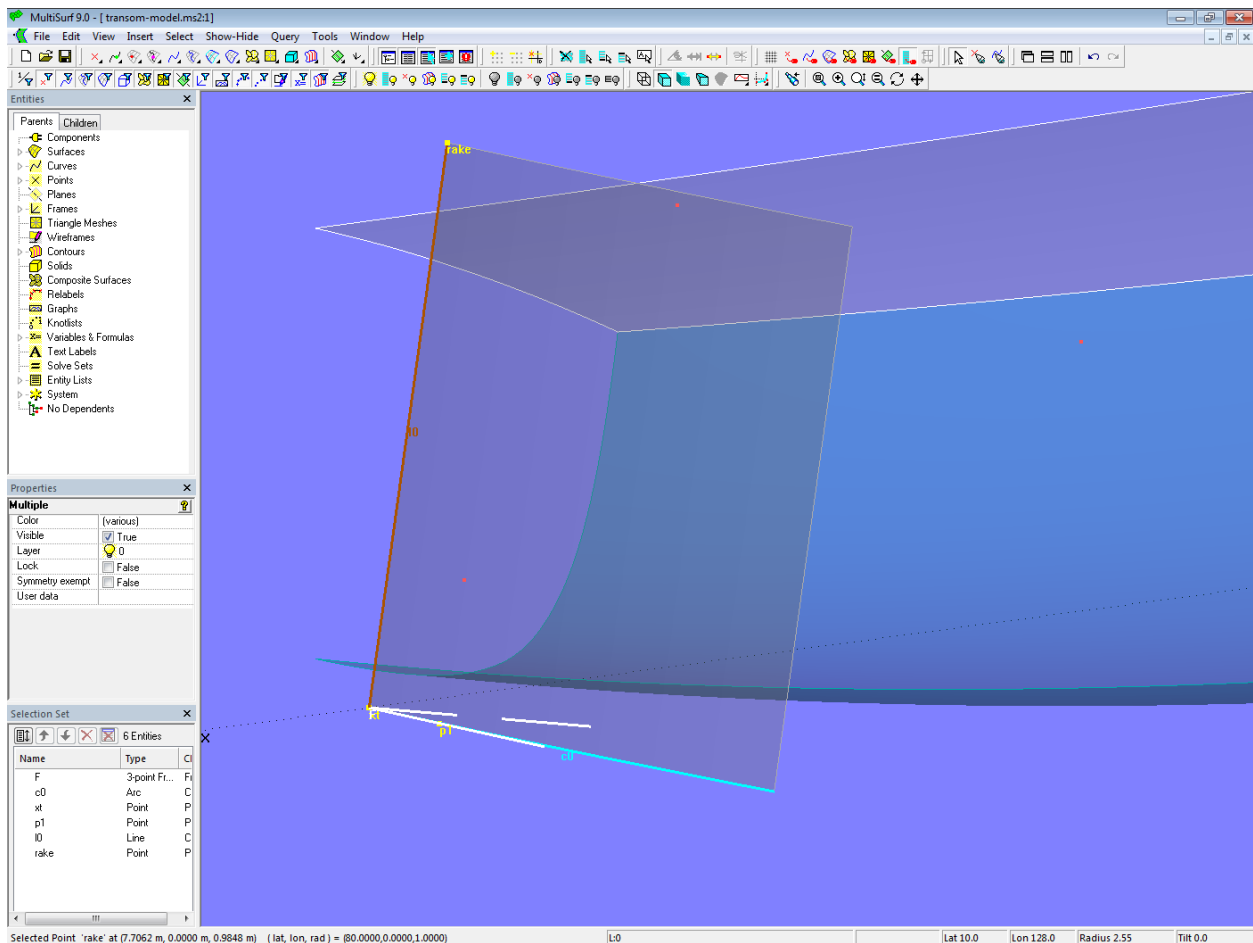 MultiSurf 9.0 - [ transom-model.ms2:1]
File Edit View Insert Select Show-Hide Query Tools Window Help
Entities
Parents Children
Components
Surfaces
Curves
Points
Planes
Frames
Triangle Meshes
Wireframes
Contours
Solids
Composite Surfaces
Relabels
Graphs
Knotlists
Variables & Formulas
Text Labels
Solve Sets
Entity Lists
System
No Dependents
Properties
Multiple
Color (various)
Visible True
Layer 0
Lock False
Symmetry exempt False
User data
Selection Set
6 Entities
Name Type Cl
F 3-point Fr... Fr
c0 Arc C
xt Point P
p1 Point P
l0 Line C
rake Point P
rake
l0
xt
p1
c0
X
Selected Point 'rake' at (7.7062 m, 0.0000 m, 0.9848 m) ( lat, lon, rad ) = (80.0000,0.0000,1.0000) L:0 Lat 10.0 Lon 128.0 Radius 2.55 Tilt 0.0